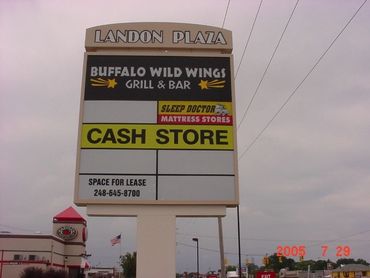 LANDON PLAZA
BUFFALO WILD WINGS
GRILL & BAR
SLEEP DOCTOR
MATTRESS STORES
CASH STORE
SPACE FOR LEASE
248-645-9700
2005 7 29